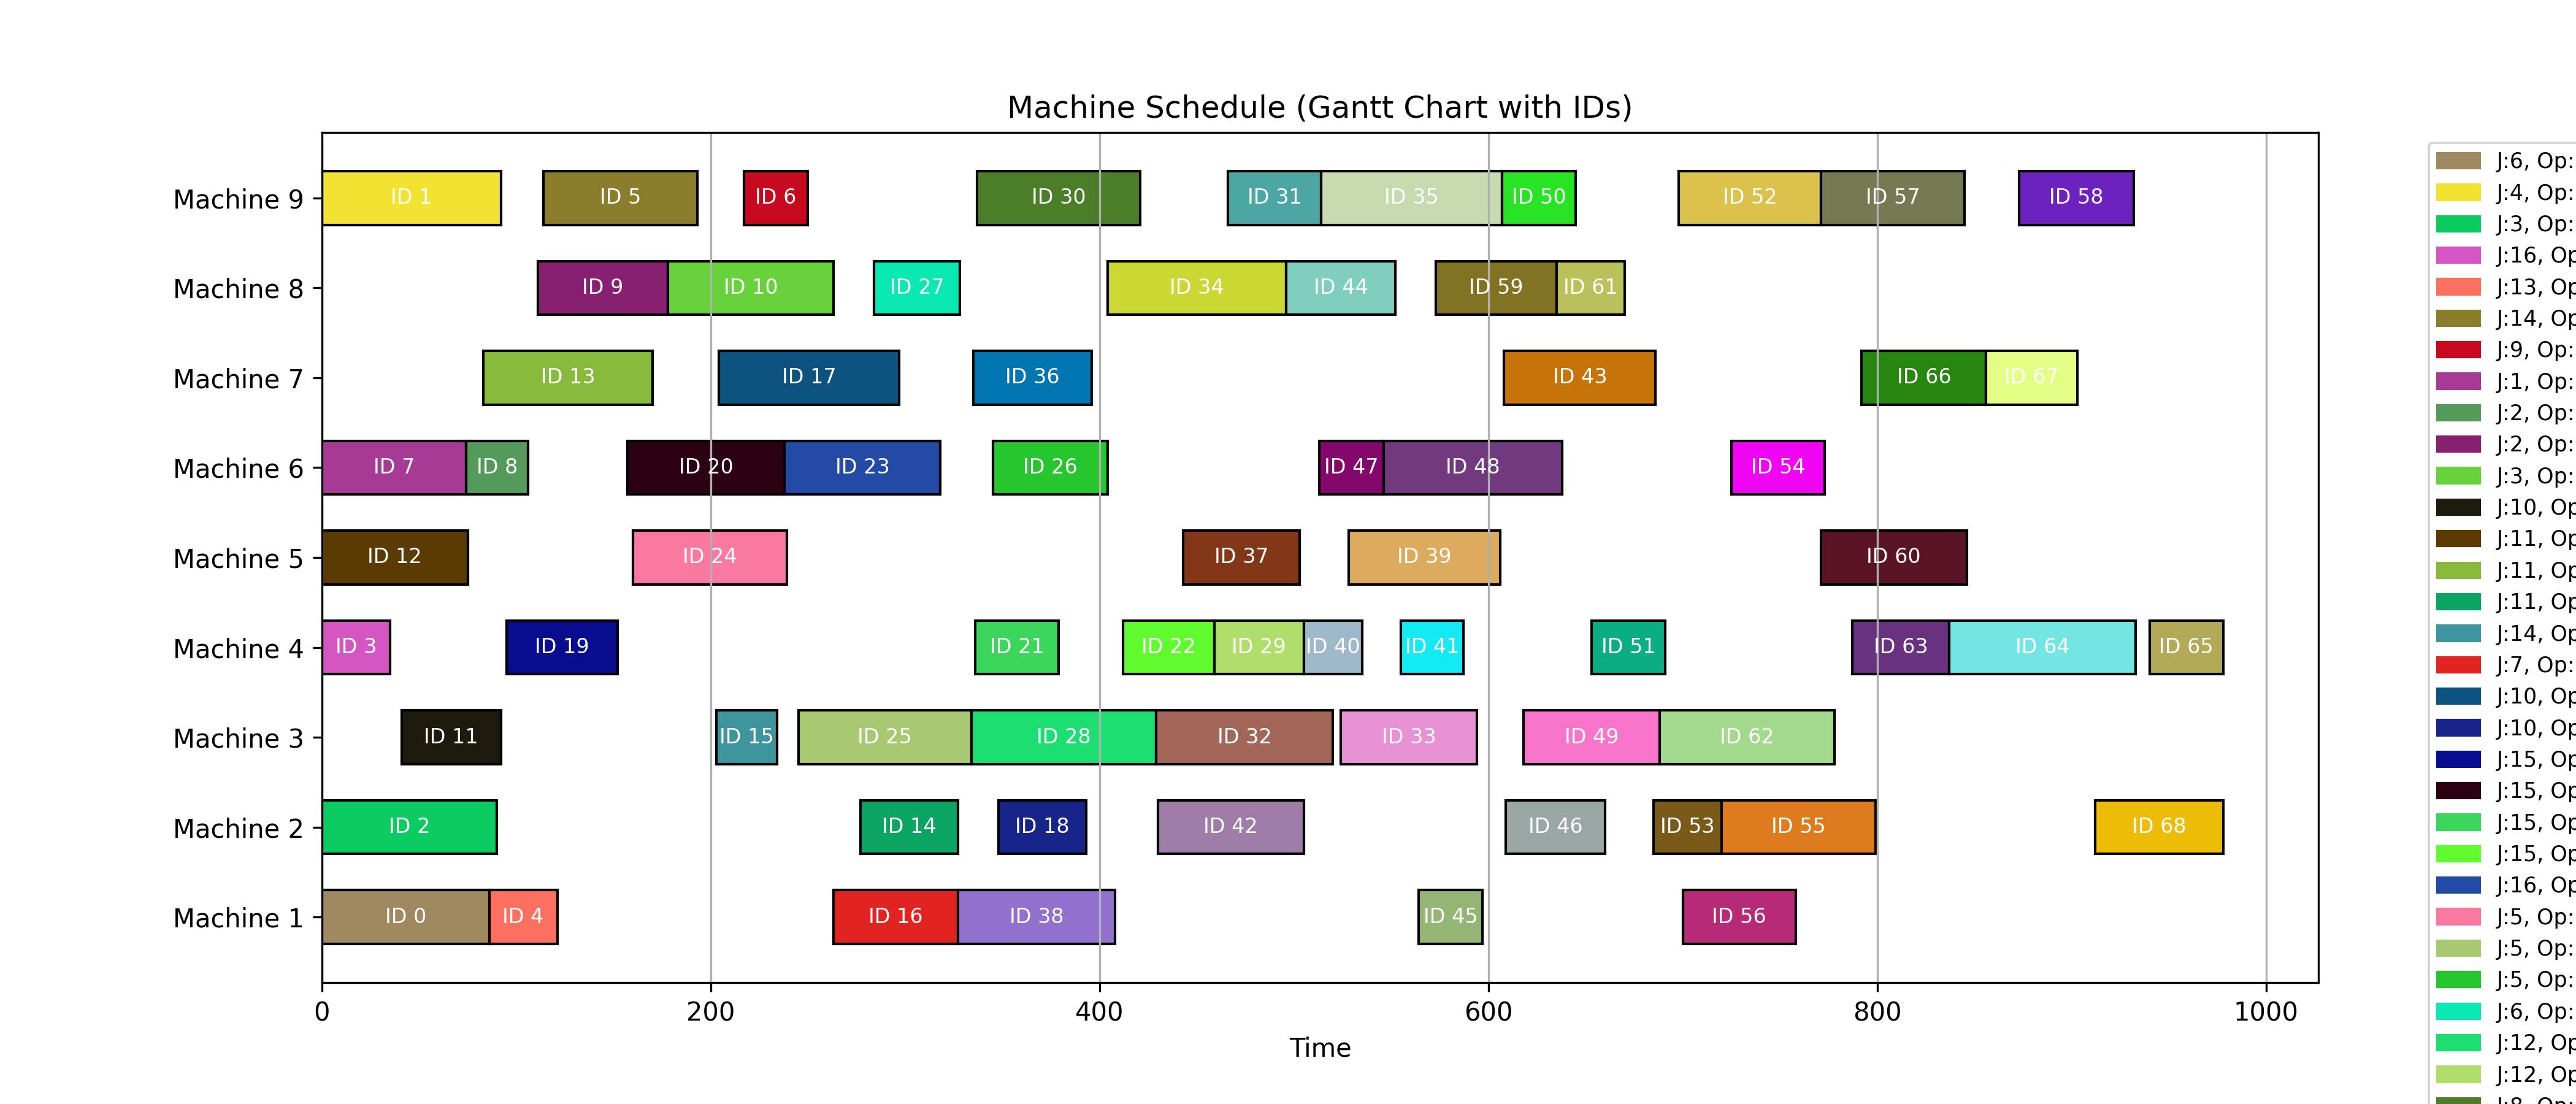 Machine Schedule (Gantt Chart with IDs)
Machine 9
ID 1 ID 5 ID 6 ID 30 ID 31 ID 35 ID 50 ID 52 ID 57 ID 58
Machine 8
ID 9 ID 10 ID 27 ID 34 ID 44 ID 59 ID 61
Machine 7
ID 13 ID 17 ID 36 ID 43 ID 66 ID 67
Machine 6
ID 7 ID 8 ID 20 ID 23 ID 26 ID 47 ID 48 ID 54
Machine 5
ID 12 ID 24 ID 37 ID 39 ID 60
Machine 4
ID 3 ID 19 ID 21 ID 22 ID 29 ID 40 ID 41 ID 51 ID 63 ID 64 ID 65
Machine 3
ID 11 ID 15 ID 25 ID 28 ID 32 ID 33 ID 49 ID 62
Machine 2
ID 2 ID 14 ID 18 ID 42 ID 46 ID 53 ID 55 ID 68
Machine 1
ID 0 ID 4 ID 16 ID 38 ID 45 ID 56
0 200 400 600 800 1000
Time
J:6, Op:
J:4, Op:
J:3, Op:
J:16, Op
J:13, Op
J:14, Op
J:9, Op:
J:1, Op:
J:2, Op:
J:2, Op:
J:3, Op:
J:10, Op
J:11, Op
J:11, Op
J:11, Op
J:14, Op
J:7, Op:
J:10, Op
J:10, Op
J:15, Op
J:15, Op
J:15, Op
J:15, Op
J:16, Op
J:5, Op:
J:5, Op:
J:5, Op:
J:6, Op:
J:12, Op
J:12, Op